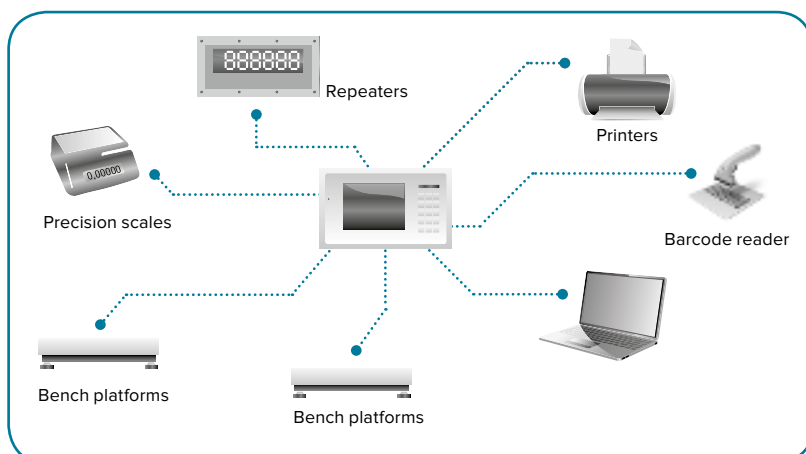 888888
Repeaters
Printers
0,00000
Precision scales
Barcode reader
Bench platforms
Bench platforms